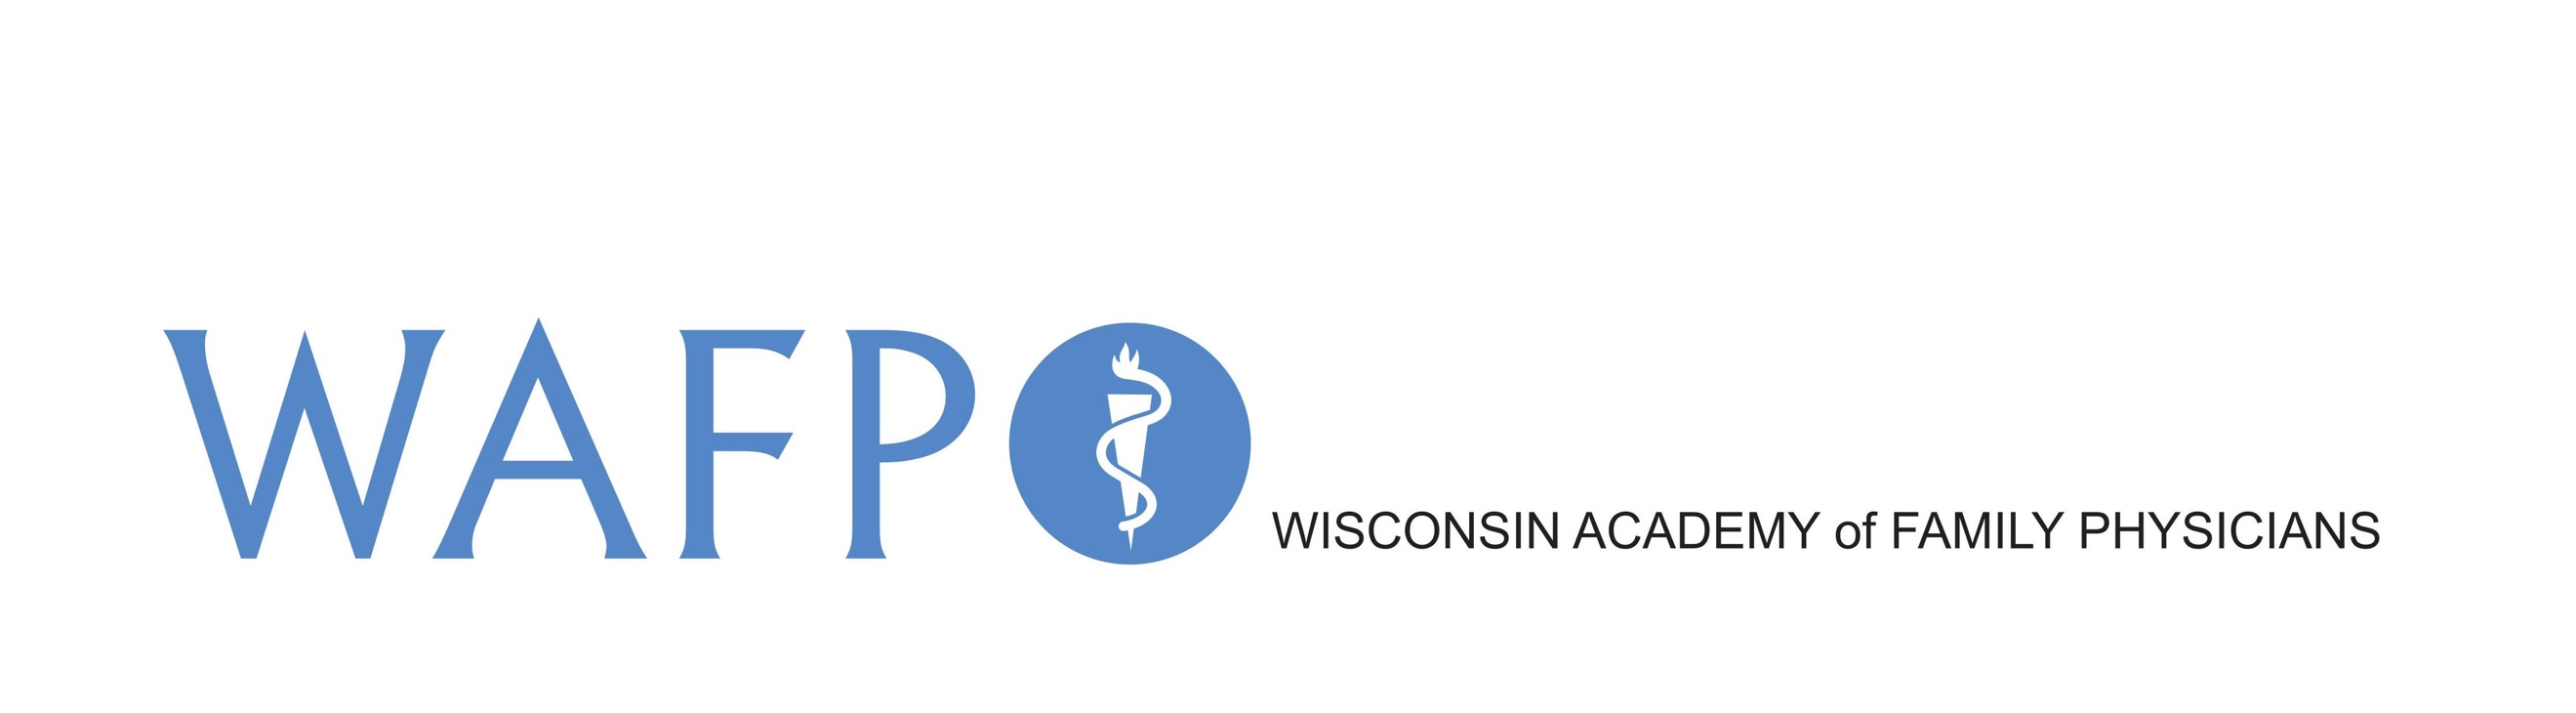 WAFP
WISCONSIN ACADEMY of FAMILY PHYSICIANS